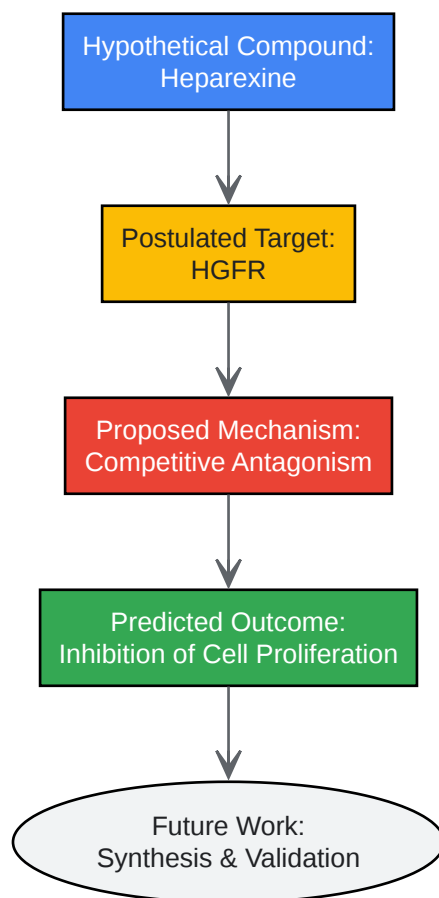 Hypothetical Compound:
Heparexine
Postulated Target:
HGFR
Proposed Mechanism:
Competitive Antagonism
Predicted Outcome:
Inhibition of Cell Proliferation
Future Work:
Synthesis & Validation